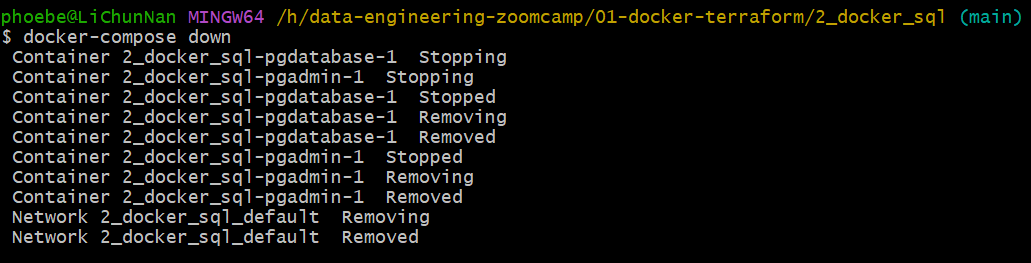 phoebe@LiChunNan MINGW64 /h/data-engineering-zoomcamp/01-docker-terraform/2_docker_sql (main)
$ docker-compose down
Container 2_docker_sql-pgdatabase-1  Stopping
Container 2_docker_sql-pgadmin-1  Stopping
Container 2_docker_sql-pgdatabase-1  Stopped
Container 2_docker_sql-pgdatabase-1  Removing
Container 2_docker_sql-pgdatabase-1  Removed
Container 2_docker_sql-pgadmin-1  Stopped
Container 2_docker_sql-pgadmin-1  Removing
Container 2_docker_sql-pgadmin-1  Removed
Network 2_docker_sql_default  Removing
Network 2_docker_sql_default  Removed